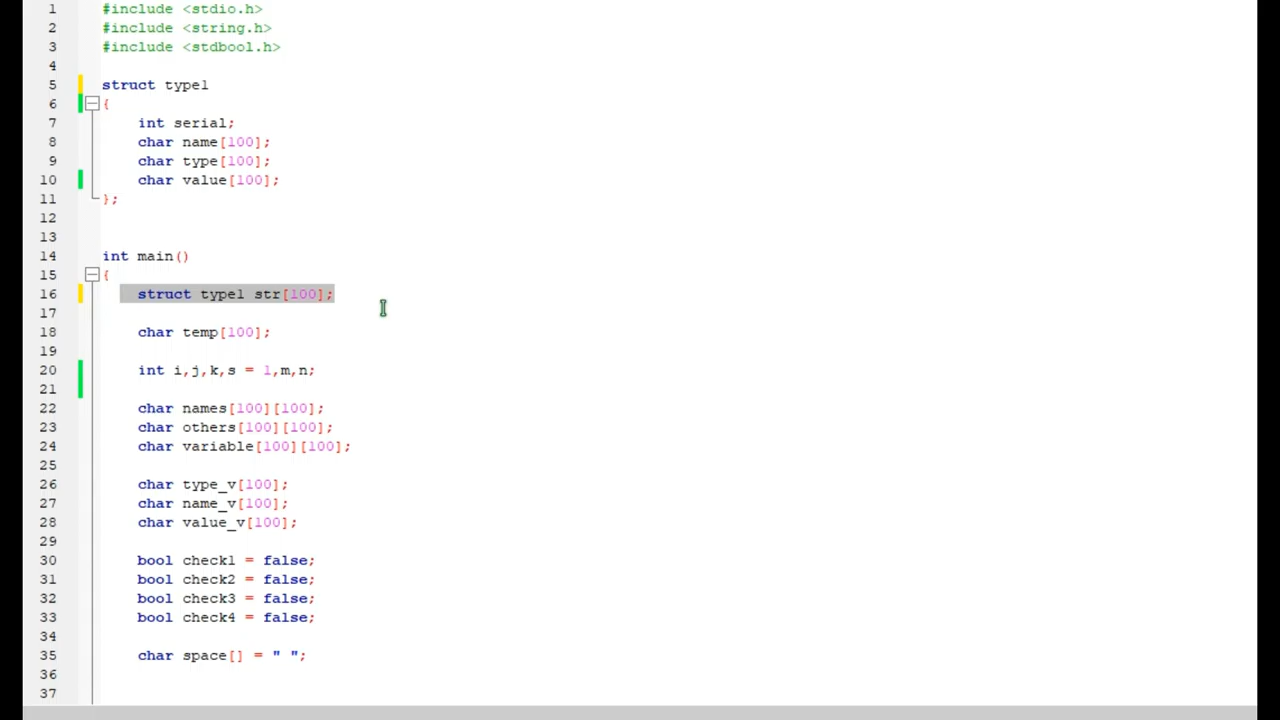 1 #include <stdio.h>
2 #include <string.h>
3 #include <stdbool.h>
4
5 struct type1
6 {
7 int serial;
8 char name[100];
9 char type[100];
10 char value[100];
11 };
12
13
14 int main()
15 {
16 struct type1 str[100];
17
18 char temp[100];
19
20 int i,j,k,s = 1,m,n;
21
22 char names[100][100];
23 char others[100][100];
24 char variable[100][100];
25
26 char type_v[100];
27 char name_v[100];
28 char value_v[100];
29
30 bool check1 = false;
31 bool check2 = false;
32 bool check3 = false;
33 bool check4 = false;
34
35 char space[] = " ";
36
37